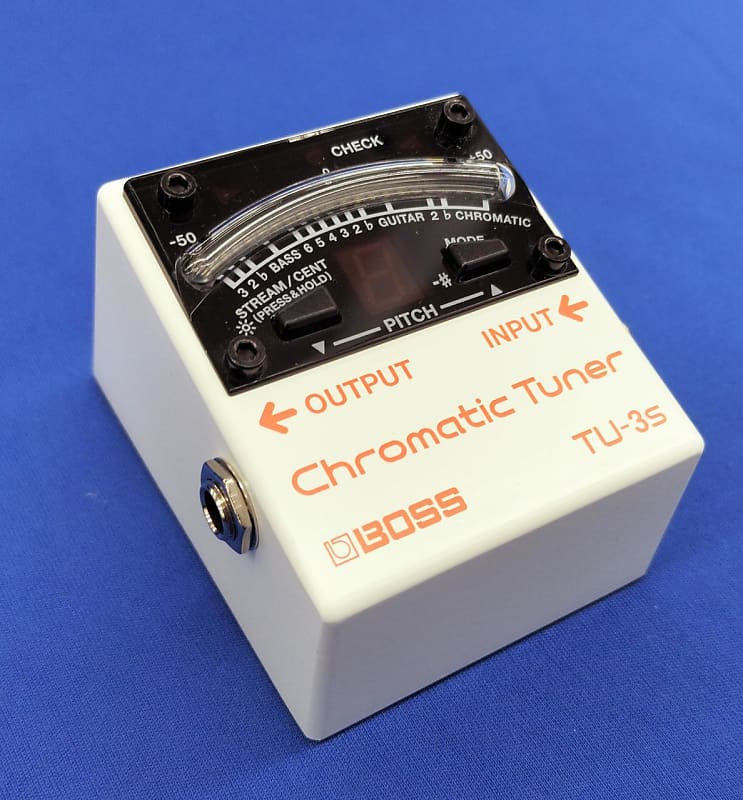 CHECK
-50 0 +50
3 2 ♭ BASS 6 5 4 3 2 ♭ GUITAR 2 ♭ CHROMATIC
STREAM/CENT
(PRESS&HOLD)
MODE
-#
▼ PITCH ▲
← OUTPUT
INPUT ←
Chromatic Tuner
TU-3s
BOSS